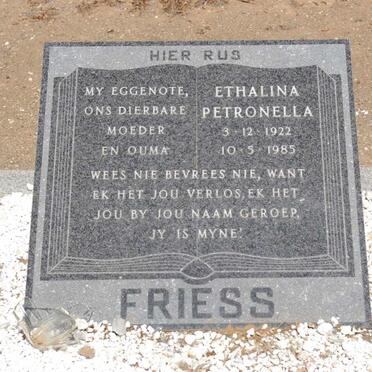 HIER RUS
MY EGGENOTE,
ONS DIERBARE
MOEDER
EN OUMA
ETHALINA
PETRONELLA
3-12-1922
10-5-1985
WEES NIE BEVREES NIE, WANT
EK HET JOU VERLOS, EK HET
JOU BY JOU NAAM GEROEP,
JY IS MYNE!
FRIESS